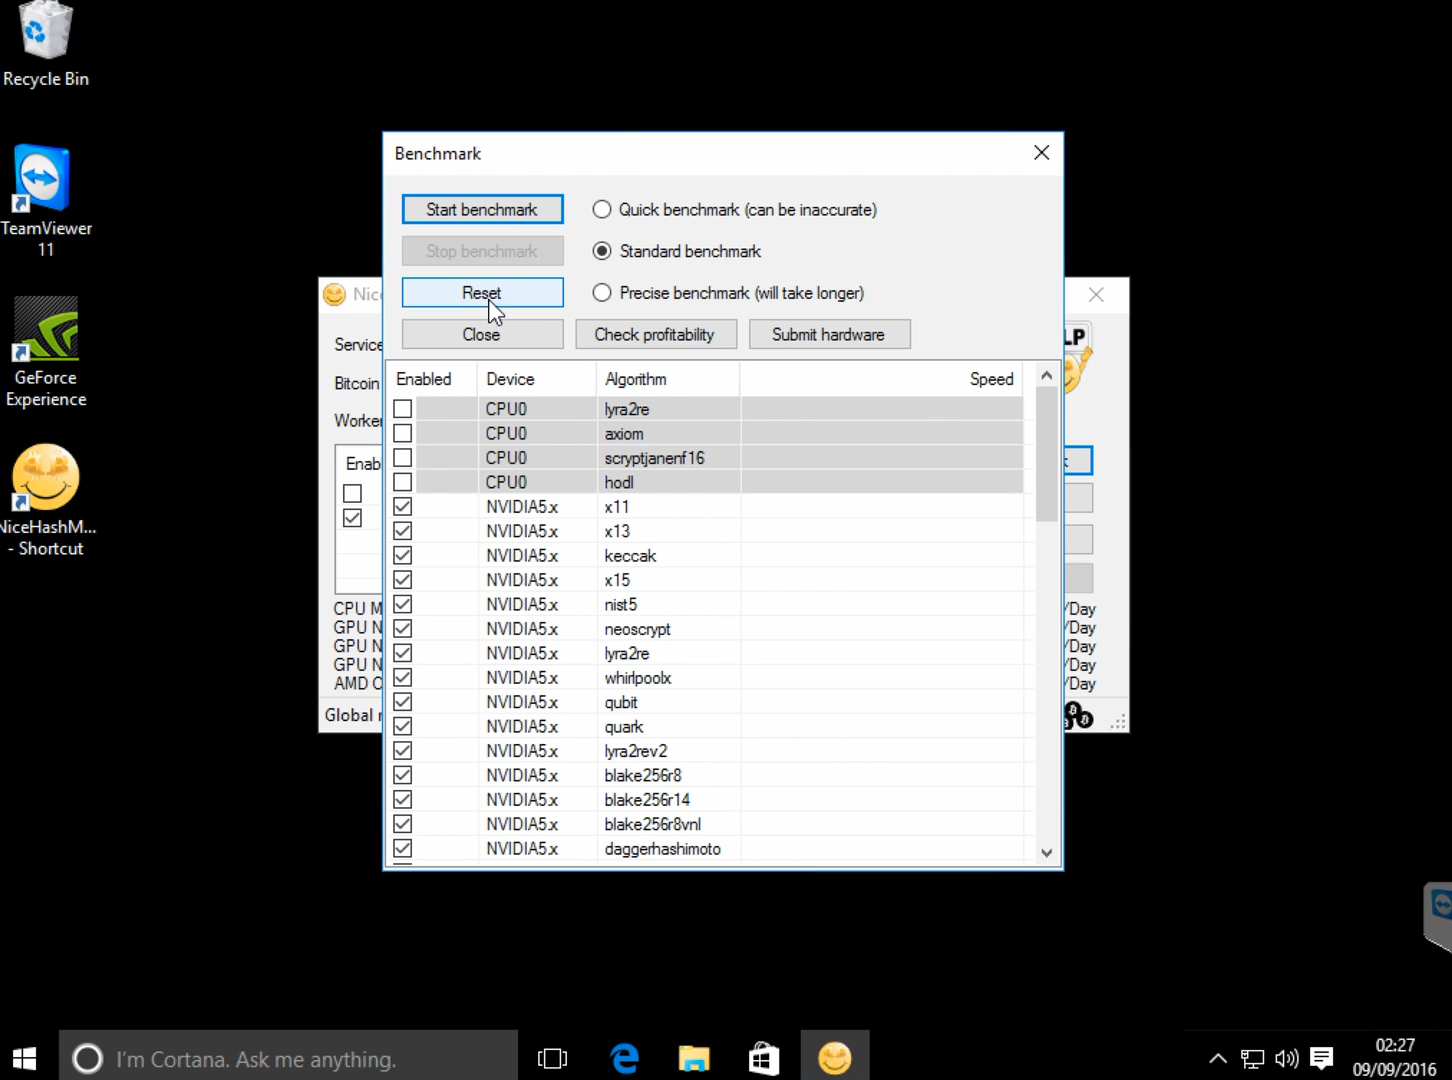 Recycle Bin
TeamViewer
11
GeForce
Experience
NiceHashM...
- Shortcut
Benchmark
Start benchmark
Quick benchmark (can be inaccurate)
Stop benchmark
Standard benchmark
Reset
Precise benchmark (will take longer)
Close
Check profitability
Submit hardware
Enabled Device Algorithm Speed
CPU0 lyra2re
CPU0 axiom
CPU0 scryptjanenf16
CPU0 hodl
NVIDIA5.x x11
NVIDIA5.x x13
NVIDIA5.x keccak
NVIDIA5.x x15
NVIDIA5.x nist5
NVIDIA5.x neoscrypt
NVIDIA5.x lyra2re
NVIDIA5.x whirlpoolx
NVIDIA5.x qubit
NVIDIA5.x quark
NVIDIA5.x lyra2rev2
NVIDIA5.x blake256r8
NVIDIA5.x blake256r14
NVIDIA5.x blake256r8vnl
NVIDIA5.x daggerhashimoto
Nic
Service
Bitcoin
Worker
Enab
CPU M
GPU N
GPU N
GPU N
AMD O
Global
LP
/Day
/Day
/Day
/Day
/Day
I'm Cortana. Ask me anything.
02:27
09/09/2016